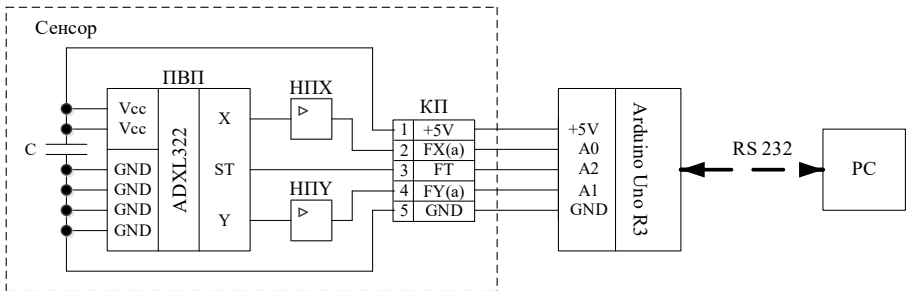 Сенсор
ПВП
НПХ
КП
Vcc
Vcc
C
GND
GND
GND
GND
ADXL322
X
ST
Y
НПY
1 +5V
2 FX(a)
3 FT
4 FY(a)
5 GND
+5V
A0
A2
A1
GND
Arduino Uno R3
RS 232
PC